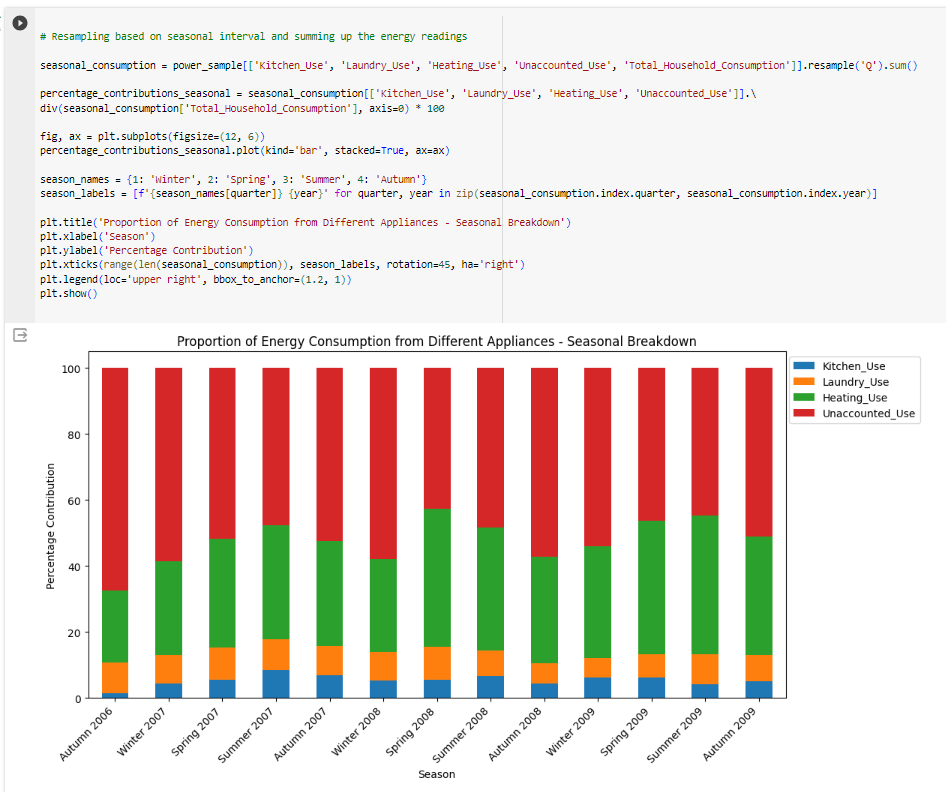 # Resampling based on seasonal interval and summing up the energy readings
seasonal_consumption = power_sample[['Kitchen_Use', 'Laundry_Use', 'Heating_Use', 'Unaccounted_Use', 'Total_Household_Consumption']].resample('Q').sum()
percentage_contributions_seasonal = seasonal_consumption[['Kitchen_Use', 'Laundry_Use', 'Heating_Use', 'Unaccounted_Use']].\
div(seasonal_consumption['Total_Household_Consumption'], axis=0) * 100
fig, ax = plt.subplots(figsize=(12, 6))
percentage_contributions_seasonal.plot(kind='bar', stacked=True, ax=ax)
season_names = {1: 'Winter', 2: 'Spring', 3: 'Summer', 4: 'Autumn'}
season_labels = [f'{season_names[quarter]} {year}' for quarter, year in zip(seasonal_consumption.index.quarter, seasonal_consumption.index.year)]
plt.title('Proportion of Energy Consumption from Different Appliances - Seasonal Breakdown')
plt.xlabel('Season')
plt.ylabel('Percentage Contribution')
plt.xticks(range(len(seasonal_consumption)), season_labels, rotation=45, ha='right')
plt.legend(loc='upper right', bbox_to_anchor=(1.2, 1))
plt.show()
Proportion of Energy Consumption from Different Appliances - Seasonal Breakdown
Kitchen_Use
Laundry_Use
Heating_Use
Unaccounted_Use
Percentage Contribution
100
80
60
40
20
0
Autumn 2006
Winter 2007
Spring 2007
Summer 2007
Autumn 2007
Winter 2008
Spring 2008
Summer 2008
Autumn 2008
Winter 2009
Spring 2009
Summer 2009
Autumn 2009
Season